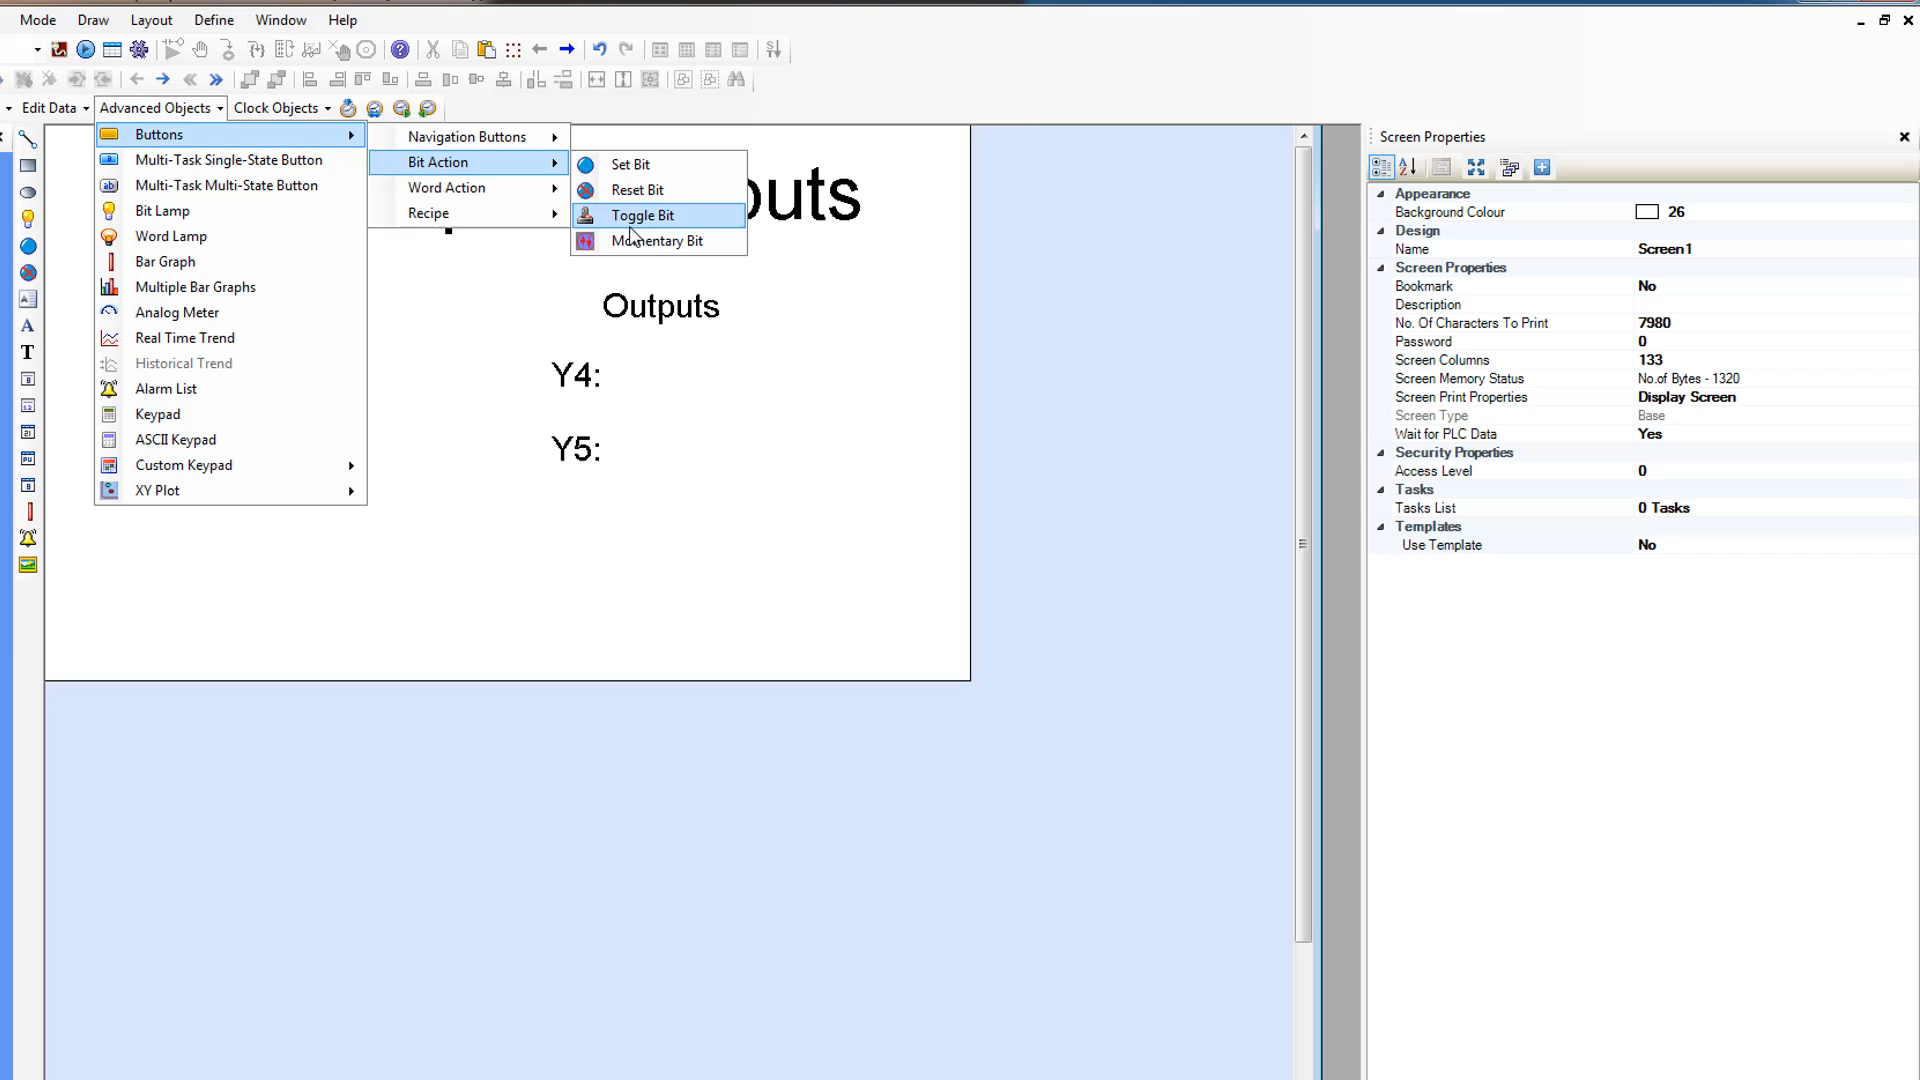 Mode Draw Layout Define Window Help
Edit Data Advanced Objects Clock Objects
Buttons
Multi-Task Single-State Button
Multi-Task Multi-State Button
Bit Lamp
Word Lamp
Bar Graph
Multiple Bar Graphs
Analog Meter
Real Time Trend
Historical Trend
Alarm List
Keypad
ASCII Keypad
Custom Keypad
XY Plot
Navigation Buttons
Bit Action
Word Action
Recipe
Set Bit
Reset Bit
Toggle Bit
Momentary Bit
puts
Outputs
Y4:
Y5:
Screen Properties
Appearance
Background Colour 26
Design
Name Screen1
Screen Properties
Bookmark No
Description
No. Of Characters To Print 7980
Password 0
Screen Columns 133
Screen Memory Status No.of Bytes - 1320
Screen Print Properties Display Screen
Screen Type Base
Wait for PLC Data Yes
Security Properties
Access Level 0
Tasks
Tasks List 0 Tasks
Templates
Use Template No